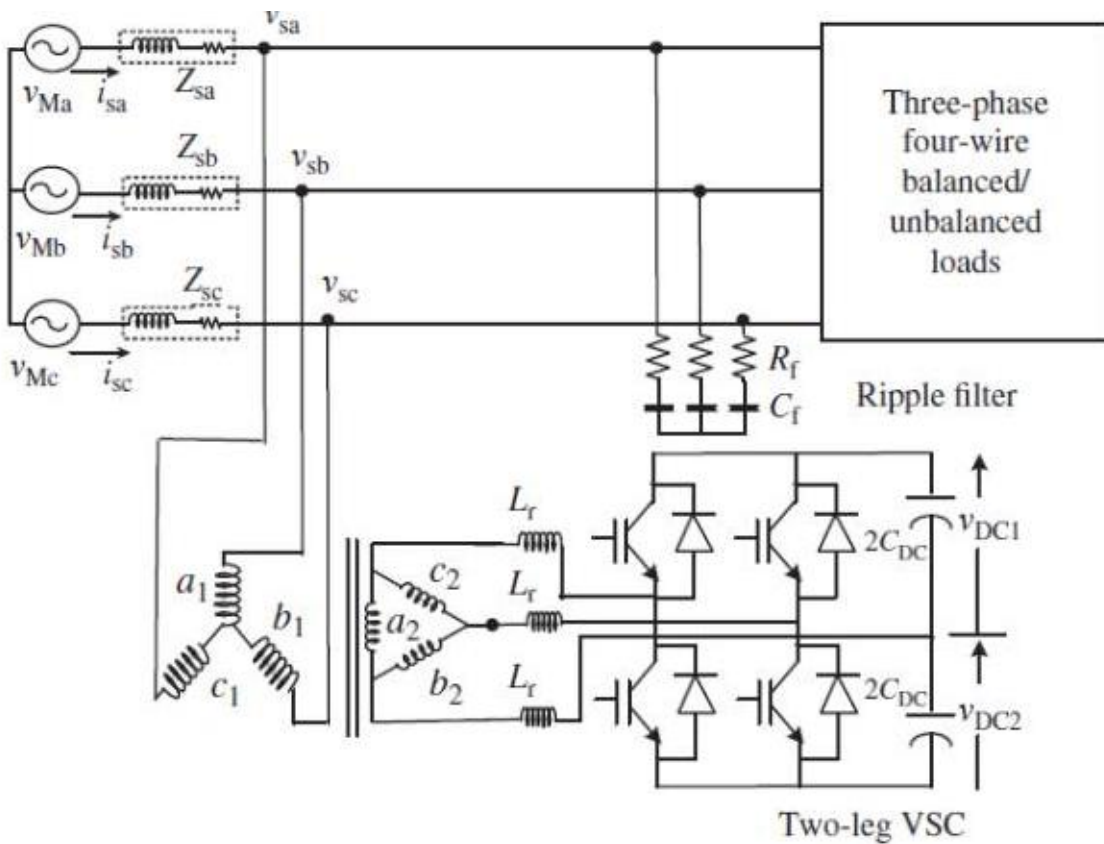 v_sa
v_Ma
i_sa
Z_sa
Z_sb
v_sb
v_Mb
i_sb
Z_sc
v_sc
v_Mc
i_sc
Three-phase
four-wire
balanced/
unbalanced
loads
R_f
C_f
Ripple filter
a_1
b_1
c_1
c_2
a_2
b_2
L_r
L_r
L_r
2C_DC
v_DC1
2C_DC
v_DC2
Two-leg VSC